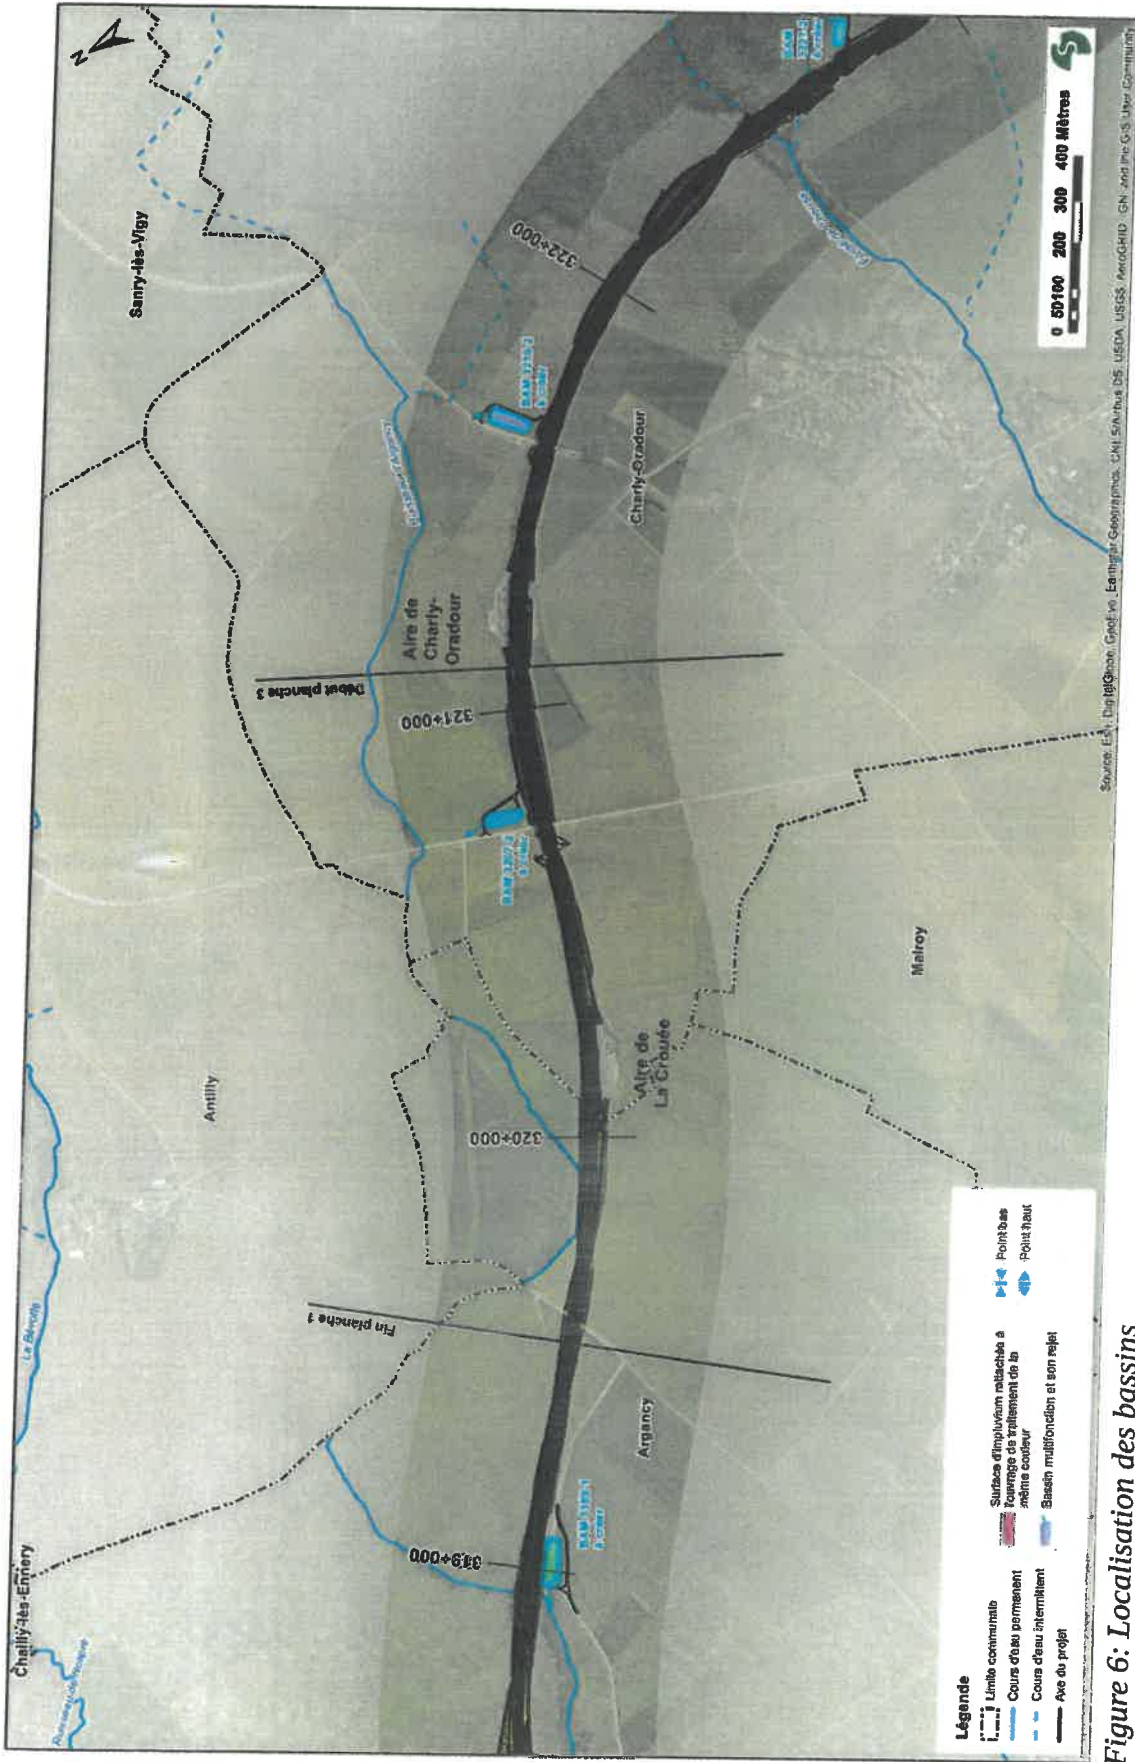 N
Sanry-lès-Vigy
322+000
Charly-Oradour
Aire de
Charly-
Oradour
Début planche 3
321+000
Antilly
Malroy
Aire de
La Crouée
320+000
Fin planche 1
La Bévotte
Argancy
319+000
Chailly-lès-Ennery
0 50100 200 300 400 Mètres
Légende
Limite communale
Cours d'eau permanent
Cours d'eau intermittent
Axe du projet
Surface d'impluvium rattachée à
l'ouvrage de traitement de la
même couleur
Bassin multifonction et son rejet
Point bas
Point haut
Figure 6: Localisation des bassins